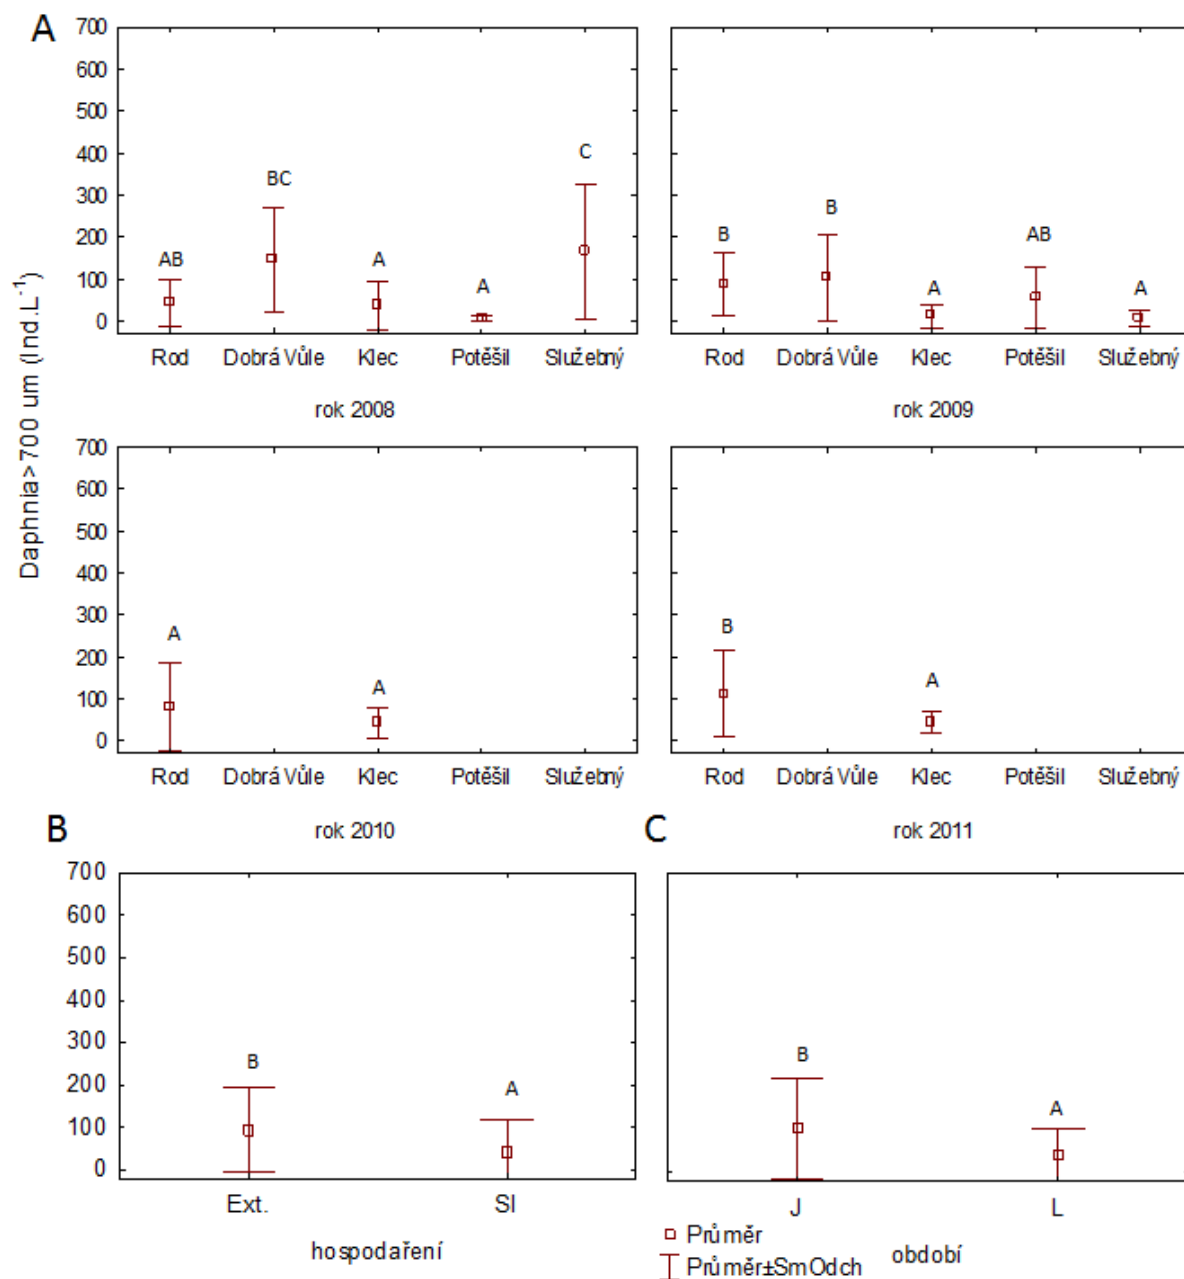 A
Daphnia>700 um (Ind.L-1)
700
600
500
400
300
200
100
0
AB
BC
A
A
C
Rod Dobrá Vůle Klec Potěšil Služebný
rok 2008
B
B
A
AB
A
Rod Dobrá Vůle Klec Potěšil Služebný
rok 2009
700
600
500
400
300
200
100
0
A
A
Rod Dobrá Vůle Klec Potěšil Služebný
rok 2010
B
A
Rod Dobrá Vůle Klec Potěšil Služebný
rok 2011
B
700
600
500
400
300
200
100
0
B
A
Ext. SI
hospodaření
C
B
A
J L
období
Průměr
Průměr±SmOdch